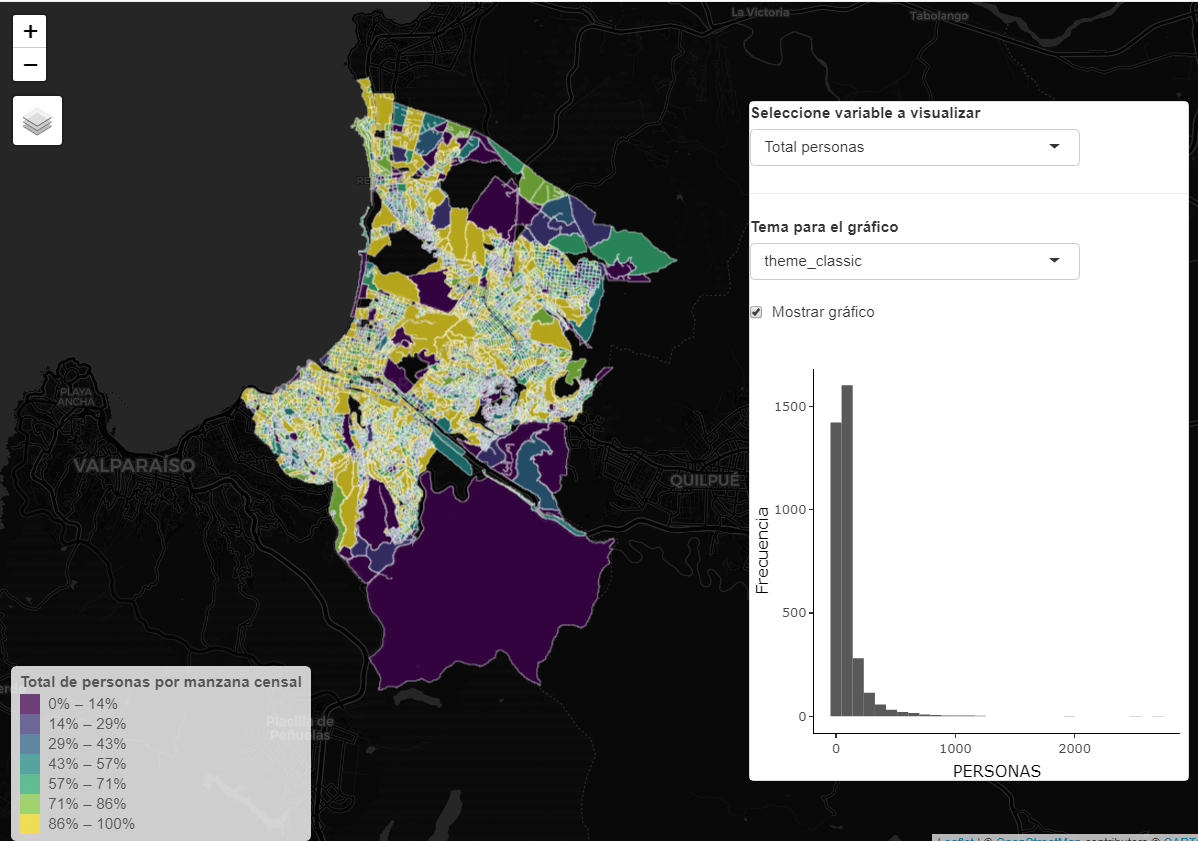 +
−
La Victoria
Tabolango
PLAYA
ANCHA
VALPARAÍSO
QUILPUÉ
Placilla de
Peñuelas
Seleccione variable a visualizar
Total personas
Tema para el gráfico
theme_classic
Mostrar gráfico
1500
1000
500
0
Frecuencia
0 1000 2000
PERSONAS
Total de personas por manzana censal
0% – 14%
14% – 29%
29% – 43%
43% – 57%
57% – 71%
71% – 86%
86% – 100%
Leaflet | © OpenStreetMap contributors © CART